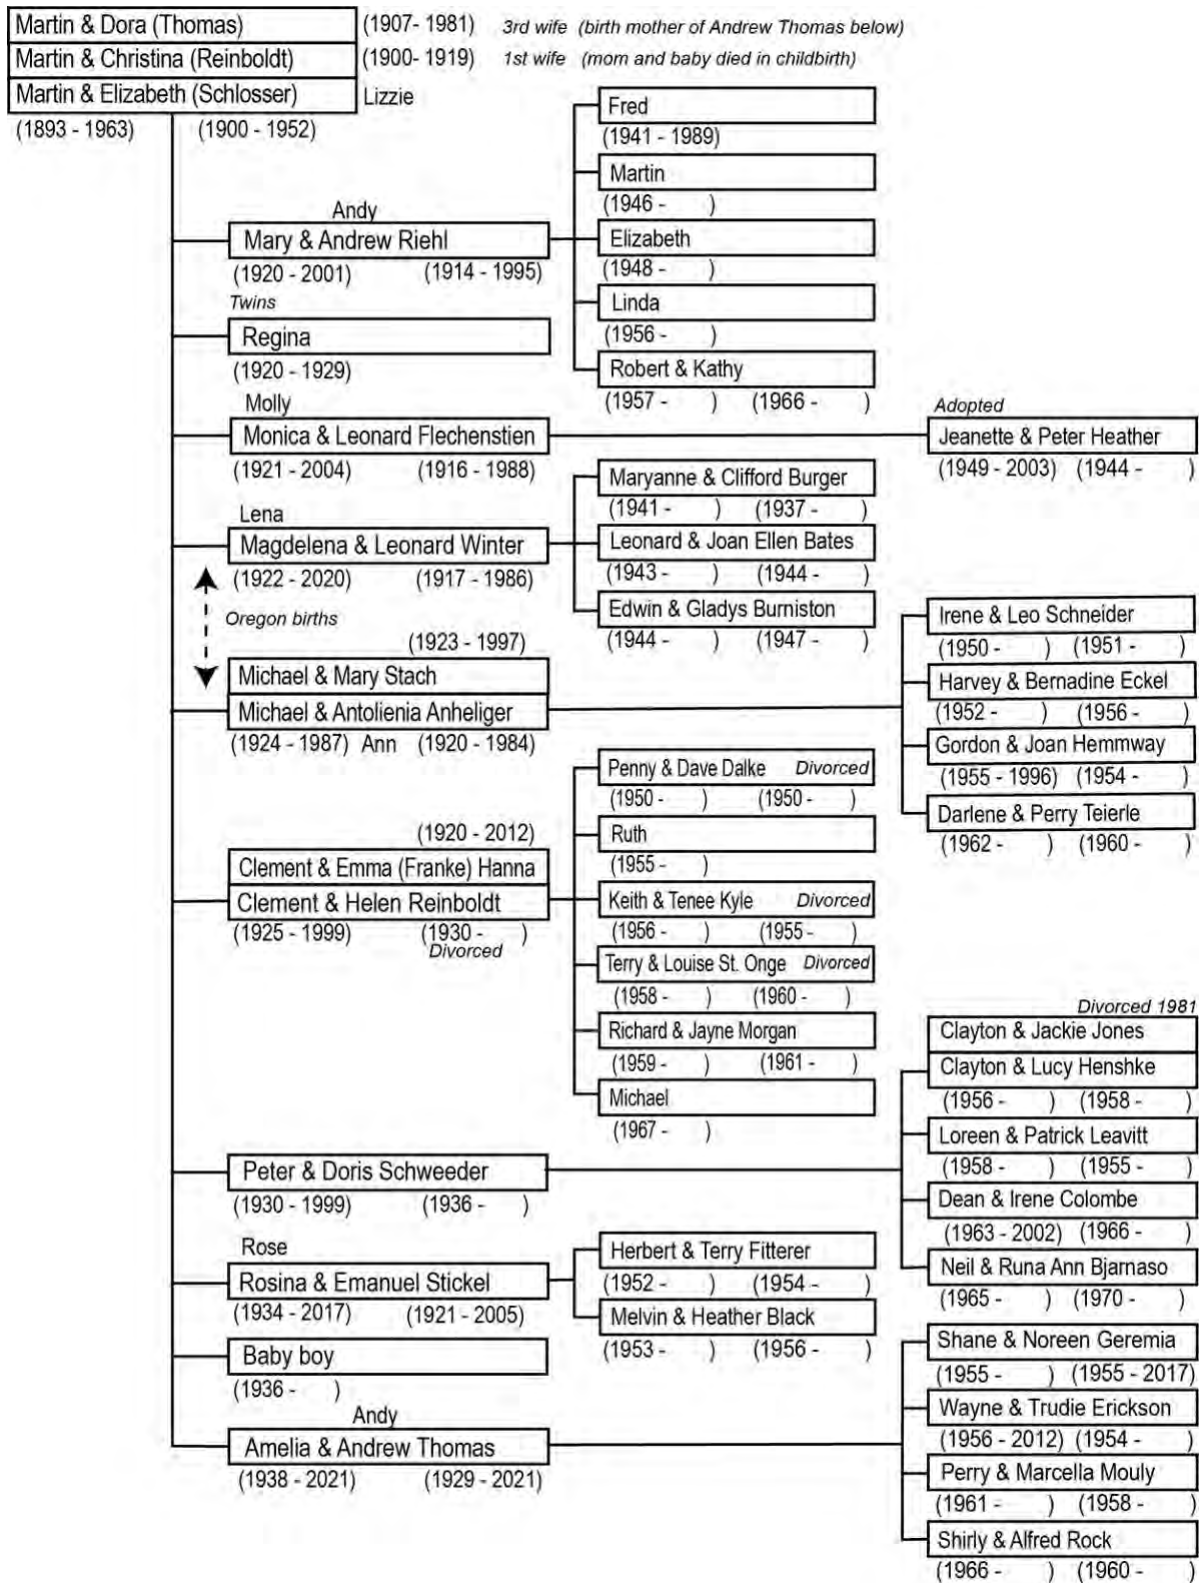 Martin & Dora (Thomas) (1907- 1981) 3rd wife (birth mother of Andrew Thomas below)
Martin & Christina (Reinboldt) (1900- 1919) 1st wife (mom and baby died in childbirth)
Martin & Elizabeth (Schlosser) Lizzie
(1893 - 1963) (1900 - 1952)
Andy
Mary & Andrew Riehl
(1920 - 2001) (1914 - 1995)
Fred
(1941 - 1989)
Martin
(1946 - )
Elizabeth
(1948 - )
Linda
(1956 - )
Robert & Kathy
(1957 - ) (1966 - )
Twins
Regina
(1920 - 1929)
Molly
Monica & Leonard Flechenstien
(1921 - 2004) (1916 - 1988)
Adopted
Jeanette & Peter Heather
(1949 - 2003) (1944 - )
Lena
Magdelena & Leonard Winter
(1922 - 2020) (1917 - 1986)
Maryanne & Clifford Burger
(1941 - ) (1937 - )
Leonard & Joan Ellen Bates
(1943 - ) (1944 - )
Edwin & Gladys Burniston
(1944 - ) (1947 - )
Oregon births
(1923 - 1997)
Michael & Mary Stach
Michael & Antolienia Anheliger
(1924 - 1987) Ann (1920 - 1984)
Irene & Leo Schneider
(1950 - ) (1951 - )
Harvey & Bernadine Eckel
(1952 - ) (1956 - )
Gordon & Joan Hemmway
(1955 - 1996) (1954 - )
Darlene & Perry Teierle
(1962 - ) (1960 - )
(1920 - 2012)
Clement & Emma (Franke) Hanna
Clement & Helen Reinboldt
(1925 - 1999) (1930 - )
Divorced
Penny & Dave Dalke Divorced
(1950 - ) (1950 - )
Ruth
(1955 - )
Keith & Tenee Kyle Divorced
(1956 - ) (1955 - )
Terry & Louise St. Onge Divorced
(1958 - ) (1960 - )
Richard & Jayne Morgan
(1959 - ) (1961 - )
Michael
(1967 - )
Peter & Doris Schweeder
(1930 - 1999) (1936 - )
Divorced 1981
Clayton & Jackie Jones
Clayton & Lucy Henshke
(1956 - ) (1958 - )
Loreen & Patrick Leavitt
(1958 - ) (1955 - )
Dean & Irene Colombe
(1963 - 2002) (1966 - )
Neil & Runa Ann Bjarnaso
(1965 - ) (1970 - )
Rose
Rosina & Emanuel Stickel
(1934 - 2017) (1921 - 2005)
Herbert & Terry Fitterer
(1952 - ) (1954 - )
Melvin & Heather Black
(1953 - ) (1956 - )
Baby boy
(1936 - )
Andy
Amelia & Andrew Thomas
(1938 - 2021) (1929 - 2021)
Shane & Noreen Geremia
(1955 - ) (1955 - 2017)
Wayne & Trudie Erickson
(1956 - 2012) (1954 - )
Perry & Marcella Mouly
(1961 - ) (1958 - )
Shirly & Alfred Rock
(1966 - ) (1960 - )